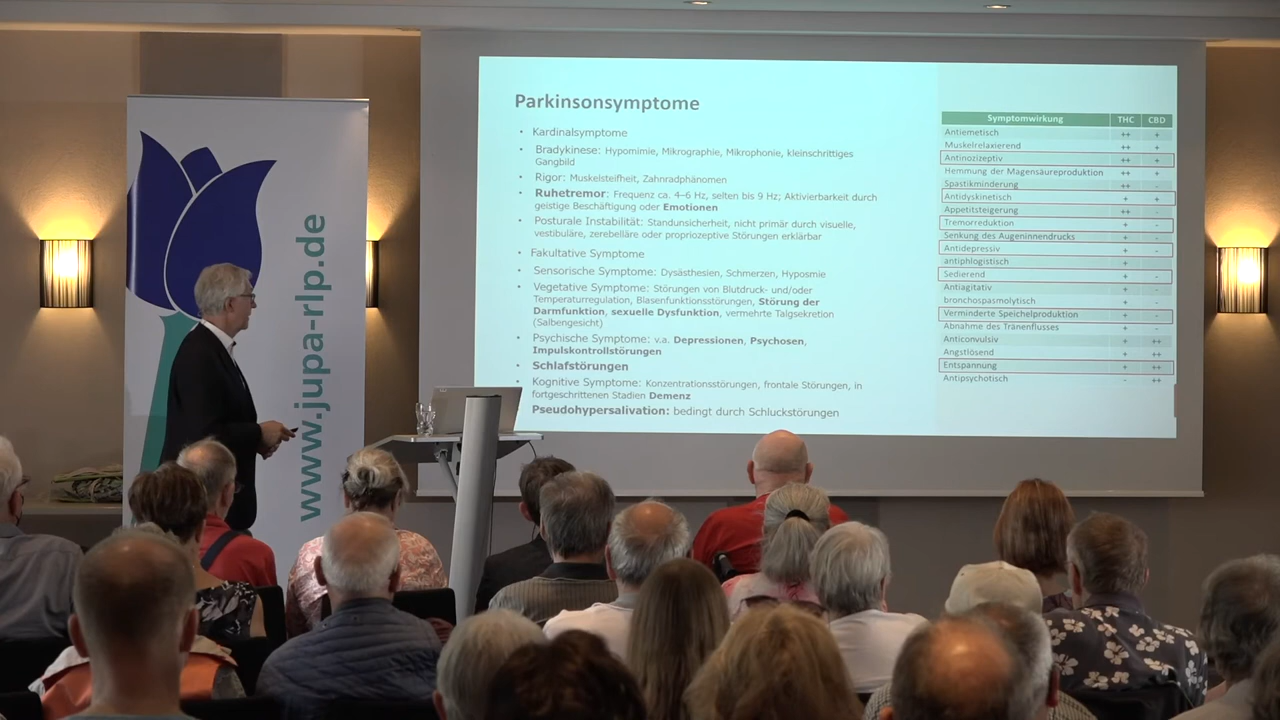 www.jupa-rlp.de
Parkinsonsymptome
• Kardinalsymptome
• Bradykinese: Hypomimie, Mikrographie, Mikrophonie, kleinschrittiges
Gangbild
• Rigor: Muskelsteifheit, Zahnradphänomen
• Ruhetremor: Frequenz ca. 4–6 Hz, selten bis 9 Hz; Aktivierbarkeit durch
geistige Beschäftigung oder Emotionen
• Posturale Instabilität: Standunsicherheit, nicht primär durch visuelle,
vestibuläre, zerebelläre oder propriozeptive Störungen erklärbar
• Fakultative Symptome
• Sensorische Symptome: Dysästhesien, Schmerzen, Hyposmie
• Vegetative Symptome: Störungen von Blutdruck- und/oder
Temperaturregulation, Blasenfunktionsstörungen, Störung der
Darmfunktion, sexuelle Dysfunktion, vermehrte Talgsekretion
(Salbengesicht)
• Psychische Symptome: v.a. Depressionen, Psychosen,
Impulskontrollstörungen
• Schlafstörungen
• Kognitive Symptome: Konzentrationsstörungen, frontale Störungen, in
fortgeschrittenen Stadien Demenz
Pseudohypersalivation: bedingt durch Schluckstörungen
Symptomwirkung THC CBD
Antiemetisch ++ +
Muskelrelaxierend ++ +
Antinozizeptiv ++ +
Hemmung der Magensäureproduktion ++ +
Spastikminderung ++ -
Antidyskinetisch + +
Appetitsteigerung ++ -
Tremorreduktion + -
Senkung des Augeninnendrucks + -
Antidepressiv + -
antiphlogistisch + +
Sedierend + -
Antiagitativ + -
bronchospasmolytisch + -
Verminderte Speichelproduktion + -
Abnahme des Tränenflusses + -
Anticonvulsiv + ++
Angstlösend + ++
Entspannung + ++
Antipsychotisch - ++